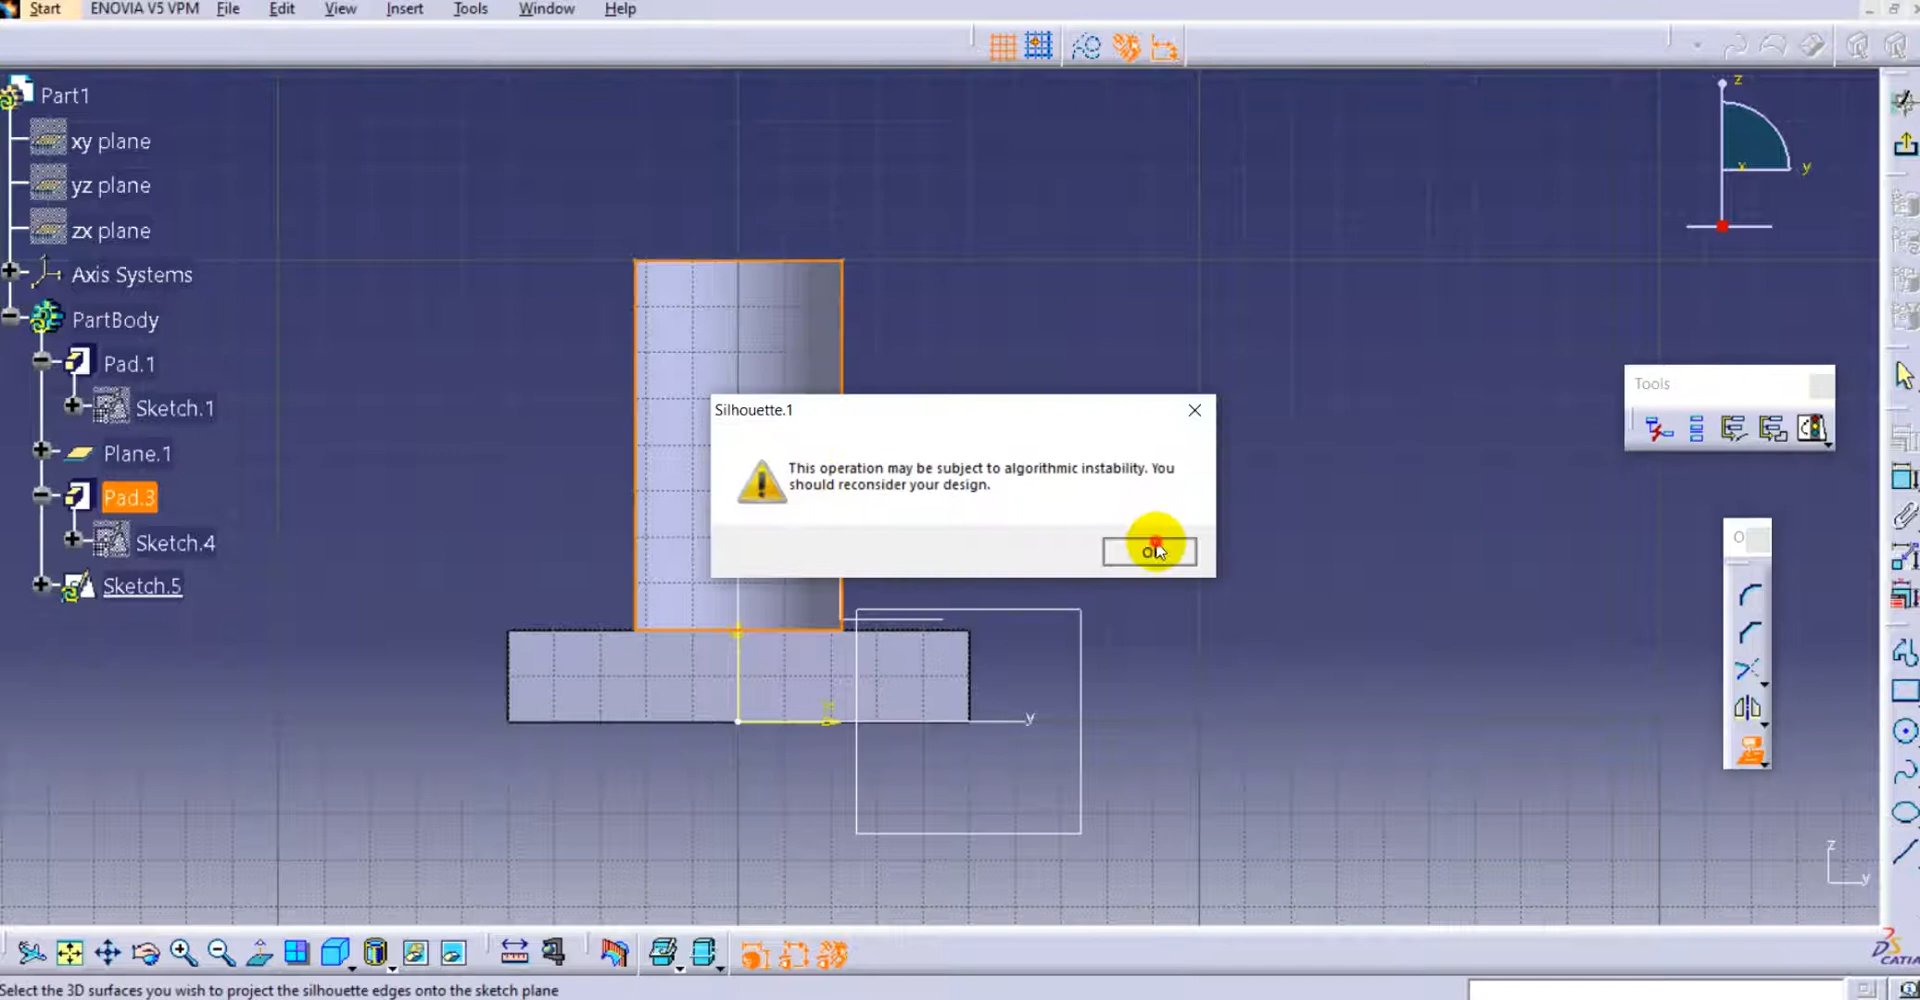 Start ENOVIA V5 VPM File Edit View Insert Tools Window Help
Part1
xy plane
yz plane
zx plane
Axis Systems
PartBody
Pad.1
Sketch.1
Plane.1
Pad.3
Sketch.4
Sketch.5
z
x
y
Tools
Silhouette.1
This operation may be subject to algorithmic instability. You
should reconsider your design.
O
y
z
y
CATIA
Select the 3D surfaces you wish to project the silhouette edges onto the sketch plane